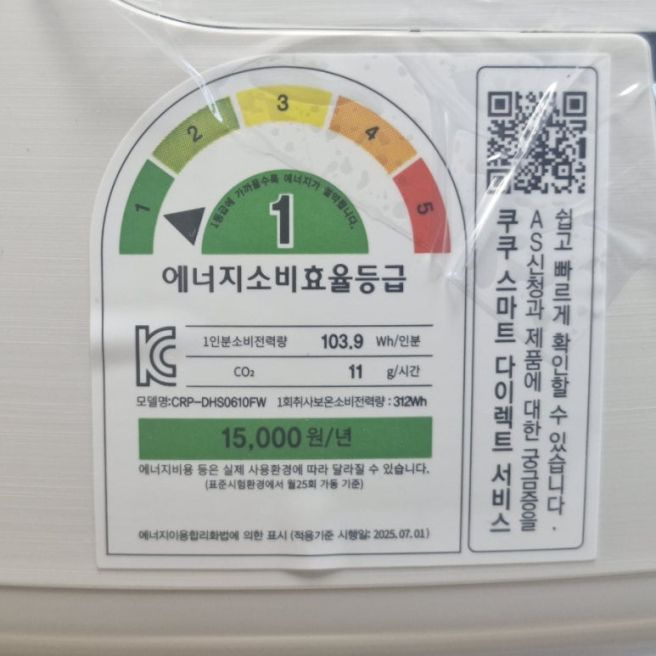 1
2
3
4
5
1등급에 가까울수록 에너지가 절약됩니다.
1
에너지소비효율등급
1인분소비전력량 103.9 Wh/인분
CO₂ 11 g/시간
모델명:CRP-DHS0610FW 1회취사보온소비전력량 : 312Wh
15,000원/년
에너지비용 등은 실제 사용환경에 따라 달라질 수 있습니다.
(표준시험환경에서 월25회 가동 기준)
에너지이용합리화법에 의한 표시 (적용기준 시행일: 2025. 07. 01)
쉽고 빠르게 확인할 수 있습니다.
AS신청과 제품에 대한 궁금증을
쿠쿠 스마트 다이렉트 서비스